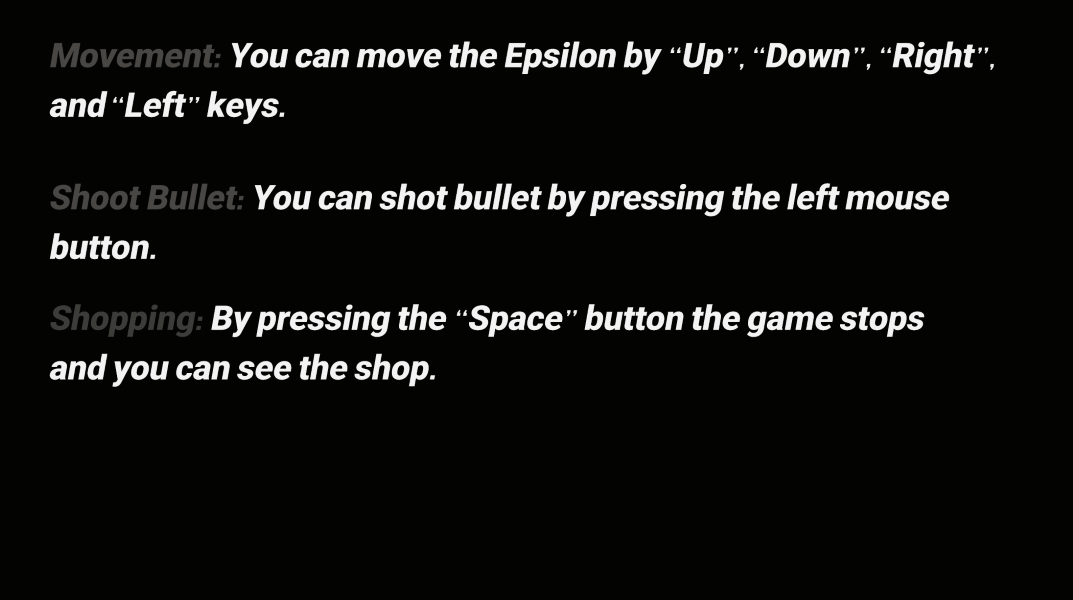 Movement: You can move the Epsilon by “Up”, “Down”, “Right”,
and “Left” keys.
Shoot Bullet: You can shot bullet by pressing the left mouse
button.
Shopping: By pressing the “Space” button the game stops
and you can see the shop.